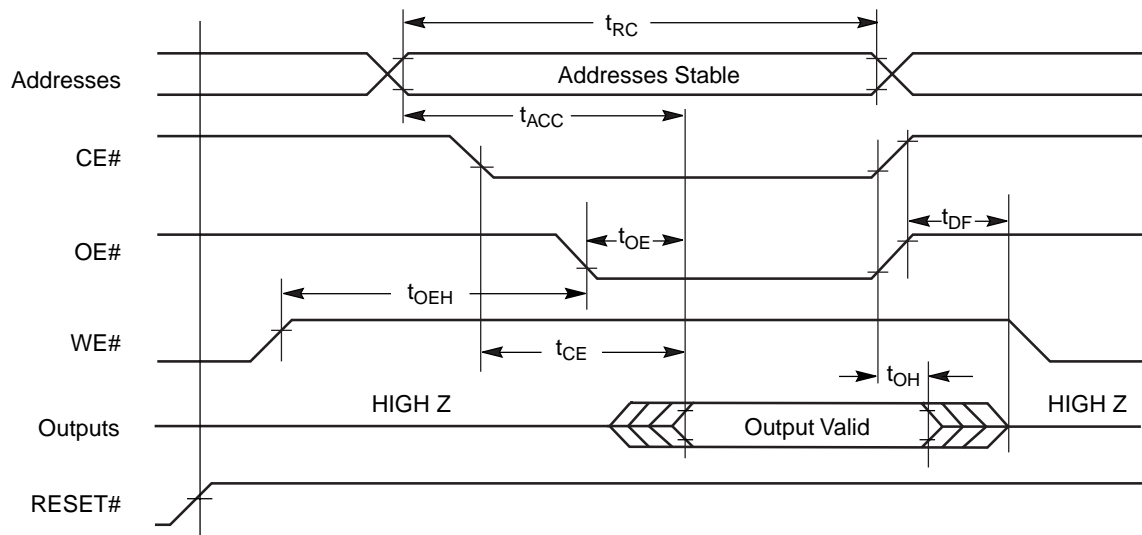 tRC
Addresses
Addresses Stable
tACC
CE#
tDF
OE#
tOE
tOEH
WE#
tCE
tOH
HIGH Z
HIGH Z
Outputs
Output Valid
RESET#